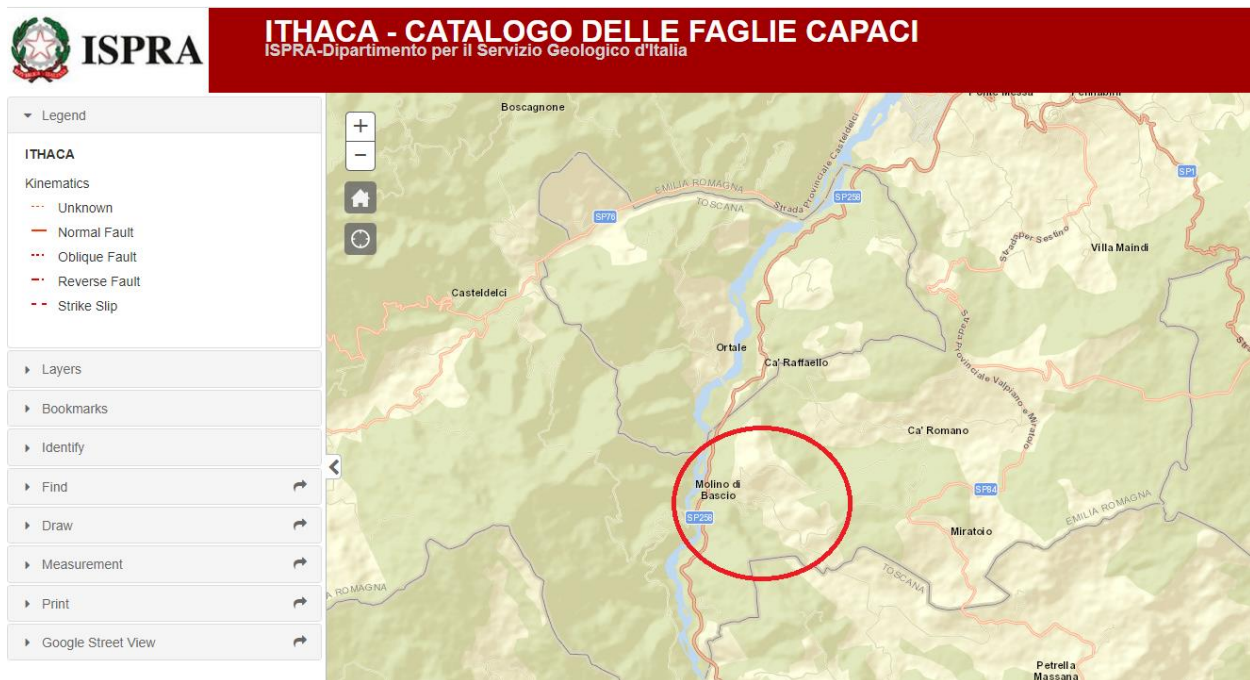 ISPRA
ITHACA - CATALOGO DELLE FAGLIE CAPACI
ISPRA-Dipartimento per il Servizio Geologico d'Italia
Legend
ITHACA
Kinematics
Unknown
Normal Fault
Oblique Fault
Reverse Fault
Strike Slip
Layers
Bookmarks
Identify
Find
Draw
Measurement
Print
Google Street View
+
−
Boscagnone
Strada Provinciale Casteldelci
EMILIA ROMAGNA
TOSCANA
SP76
SP258
SP1
Strada per Sestino
Villa Maindi
Casteldelci
Ortale
Ca' Raffaello
Strada Provinciale Valpiano e Miratoio
Ca' Romano
Molino di
Bascio
SP258
SP84
EMILIA ROMAGNA
Miratoio
TOSCANA
ROMAGNA
Petrella
Massana